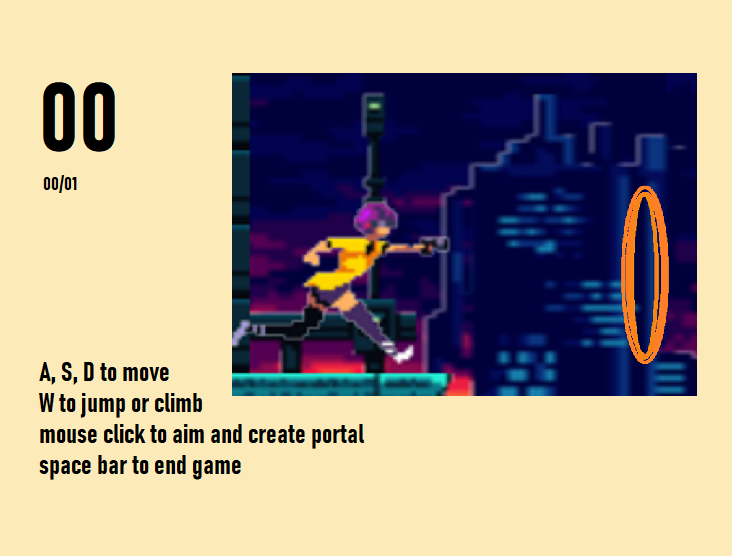 00
00/01
A, S, D to move
W to jump or climb
mouse click to aim and create portal
space bar to end game